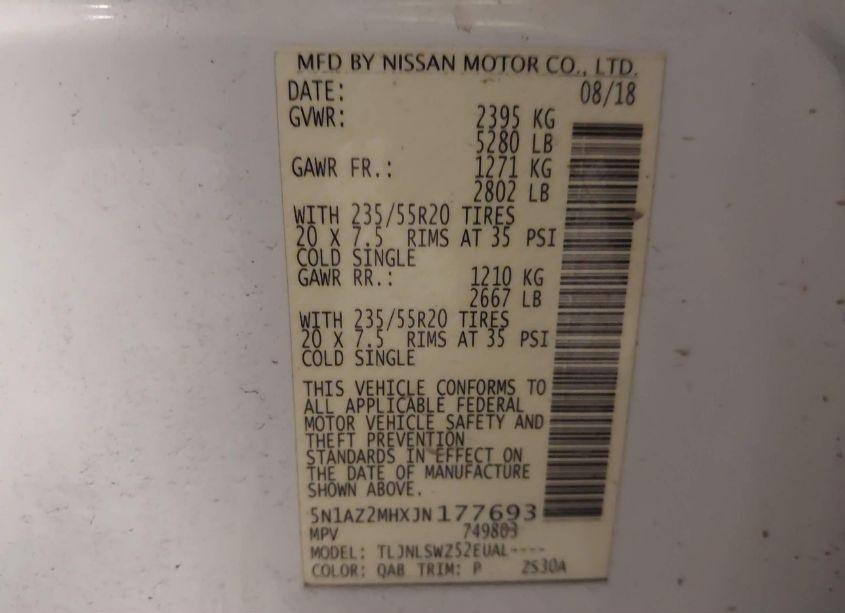 MFD BY NISSAN MOTOR CO., LTD.
DATE: 08/18
GVWR: 2395 KG
5280 LB
GAWR FR.: 1271 KG
2802 LB
WITH 235/55R20 TIRES
20 X 7.5 RIMS AT 35 PSI
COLD SINGLE
GAWR RR.: 1210 KG
2667 LB
WITH 235/55R20 TIRES
20 X 7.5 RIMS AT 35 PSI
COLD SINGLE
THIS VEHICLE CONFORMS TO
ALL APPLICABLE FEDERAL
MOTOR VEHICLE SAFETY AND
THEFT PREVENTION
STANDARDS IN EFFECT ON
THE DATE OF MANUFACTURE
SHOWN ABOVE.
5N1AZ2MHXJN177693
MPV 749803
MODEL: TLJNLSWZ52EUAL----
COLOR: QAB TRIM: P ZS30A